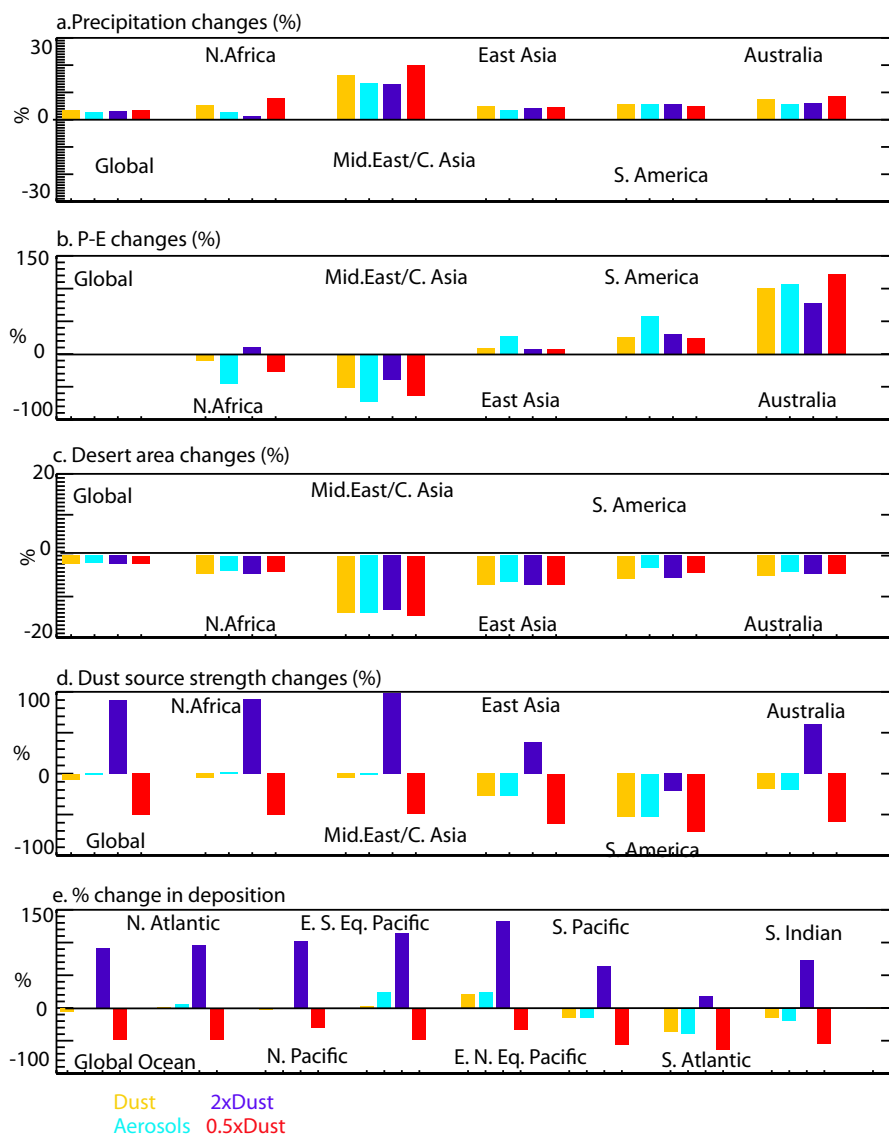 a.Precipitation changes (%)
30
N.Africa
East Asia
Australia
%
0
Global
Mid.East/C. Asia
S. America
-30
b. P-E changes (%)
150
Global
Mid.East/C. Asia
S. America
%
0
N.Africa
East Asia
Australia
-100
c. Desert area changes (%)
20
Global
Mid.East/C. Asia
S. America
%
0
N.Africa
East Asia
Australia
-20
d. Dust source strength changes (%)
100
N.Africa
East Asia
Australia
%
0
Global
Mid.East/C. Asia
S. America
-100
e. % change in deposition
150
N. Atlantic
E. S. Eq. Pacific
S. Pacific
S. Indian
%
0
Global Ocean
N. Pacific
E. N. Eq. Pacific
S. Atlantic
-100
Dust 2xDust
Aerosols 0.5xDust